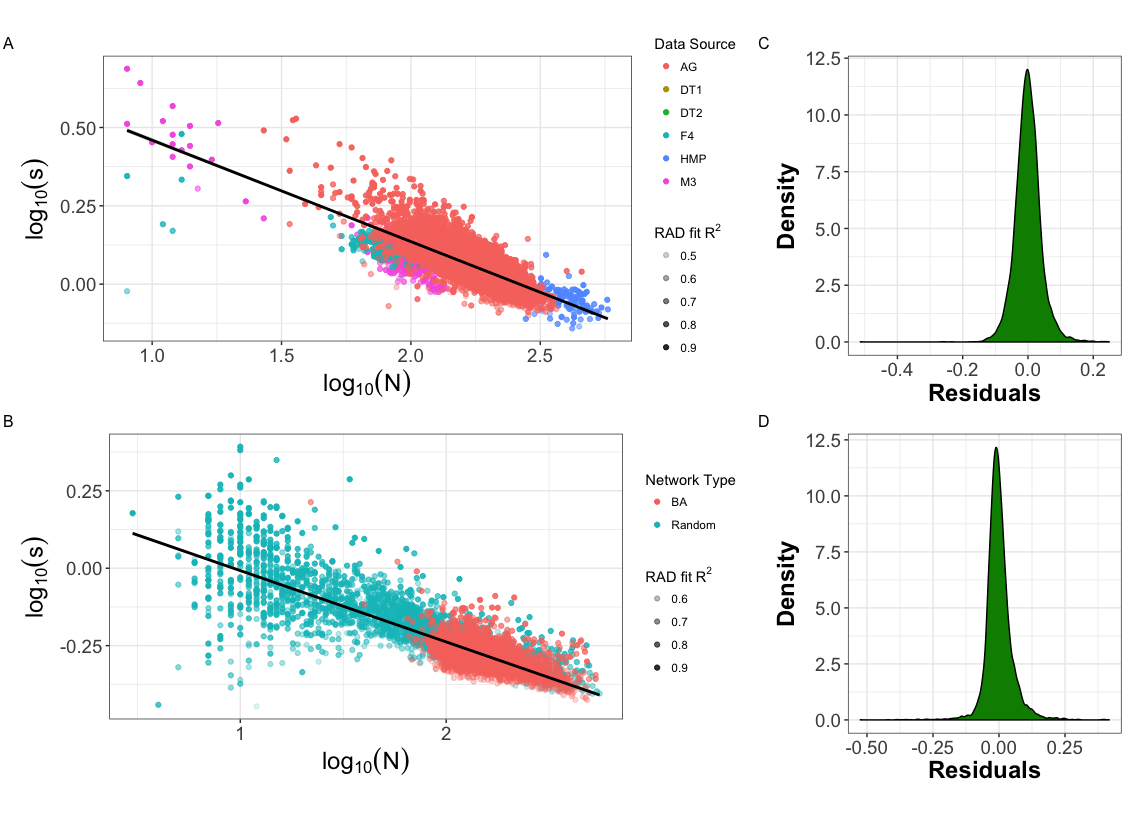 A
log10(s)
0.50
0.25
0.00
1.0 1.5 2.0 2.5
log10(N)
Data Source
AG
DT1
DT2
F4
HMP
M3
RAD fit R2
0.5
0.6
0.7
0.8
0.9
C
Density
12.5
10.0
7.5
5.0
2.5
0.0
-0.4 -0.2 0.0 0.2
Residuals
B
log10(s)
0.25
0.00
-0.25
1 2
log10(N)
Network Type
BA
Random
RAD fit R2
0.6
0.7
0.8
0.9
D
Density
12.5
10.0
7.5
5.0
2.5
0.0
-0.50 -0.25 0.00 0.25
Residuals